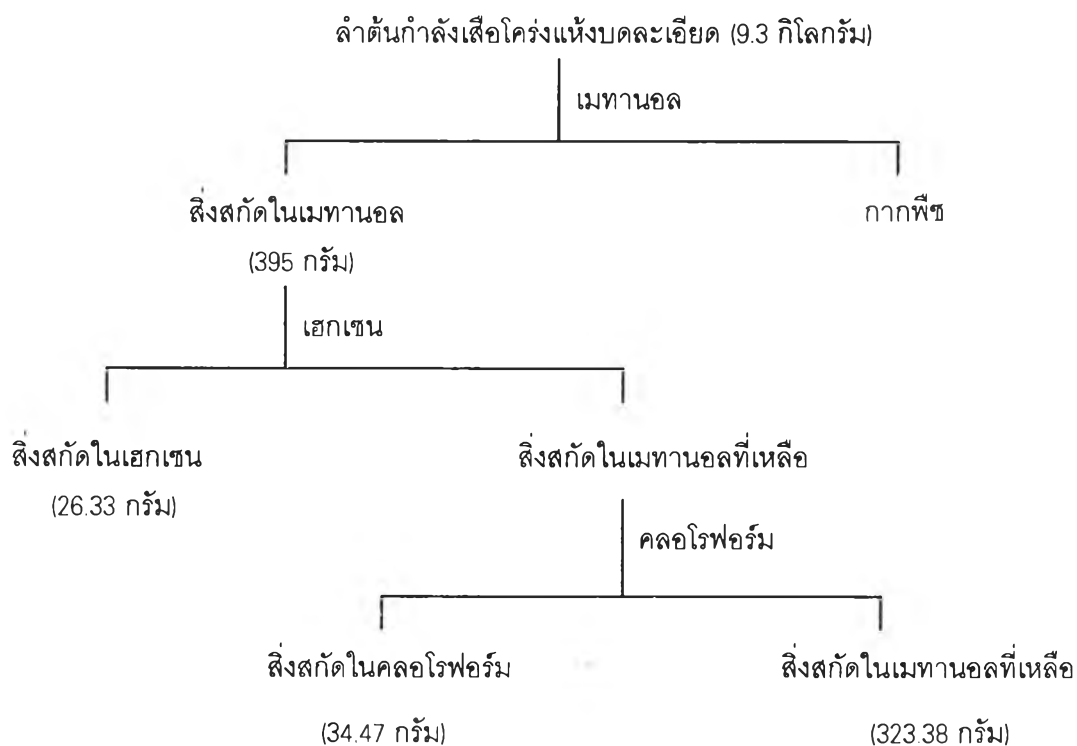 ลำต้นกำลังเสือโคร่งแห้งบดละเอียด (9.3 กิโลกรัม)
เมทานอล
สิ่งสกัดในเมทานอล
กากพืช
(395 กรัม)
เฮกเซน
สิ่งสกัดในเฮกเซน
สิ่งสกัดในเมทานอลที่เหลือ
(26.33 กรัม)
คลอโรฟอร์ม
สิ่งสกัดในคลอโรฟอร์ม
สิ่งสกัดในเมทานอลที่เหลือ
(34.47 กรัม)
(323.38 กรัม)